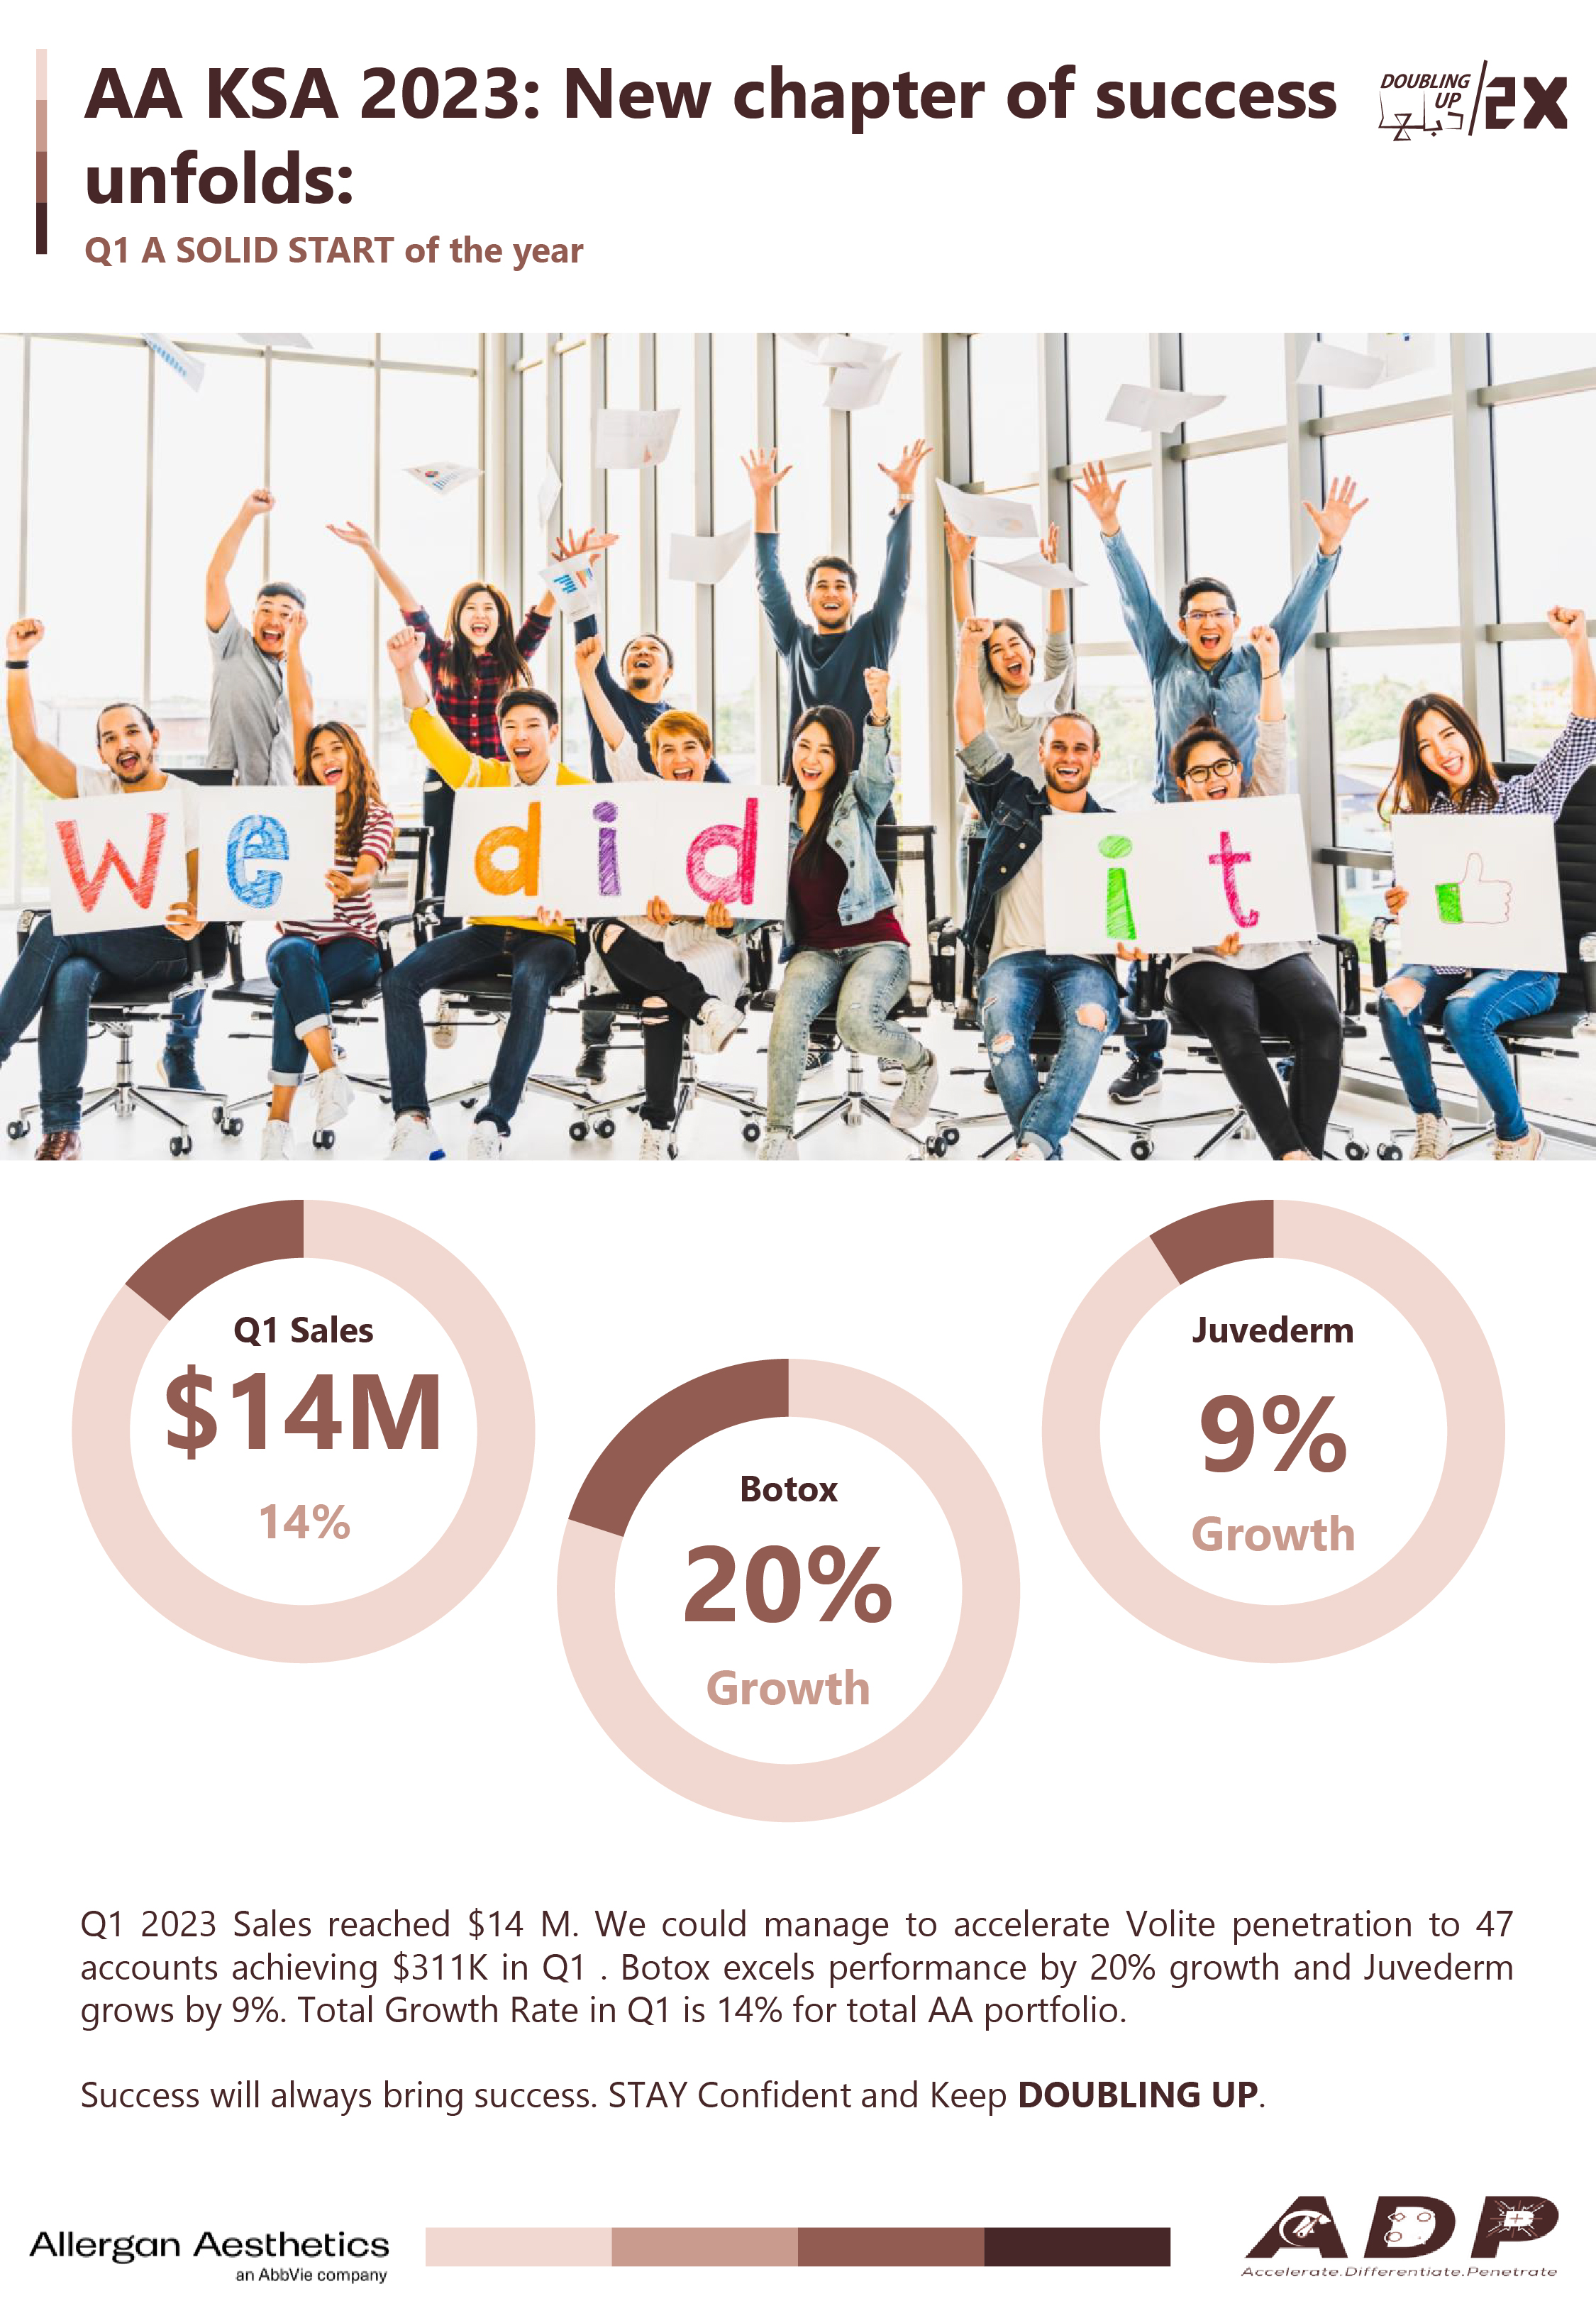 AA KSA 2023: New chapter of success
unfolds:
Q1 A SOLID START of the year
DOUBLING
UP
2X
We did it
Q1 Sales
$14M
14%
Botox
20%
Growth
Juvederm
9%
Growth
Q1 2023 Sales reached $14 M. We could manage to accelerate Volite penetration to 47
accounts achieving $311K in Q1 . Botox excels performance by 20% growth and Juvederm
grows by 9%. Total Growth Rate in Q1 is 14% for total AA portfolio.
Success will always bring success. STAY Confident and Keep DOUBLING UP.
Allergan Aesthetics
an AbbVie company
ADP
Accelerate.Differentiate.Penetrate